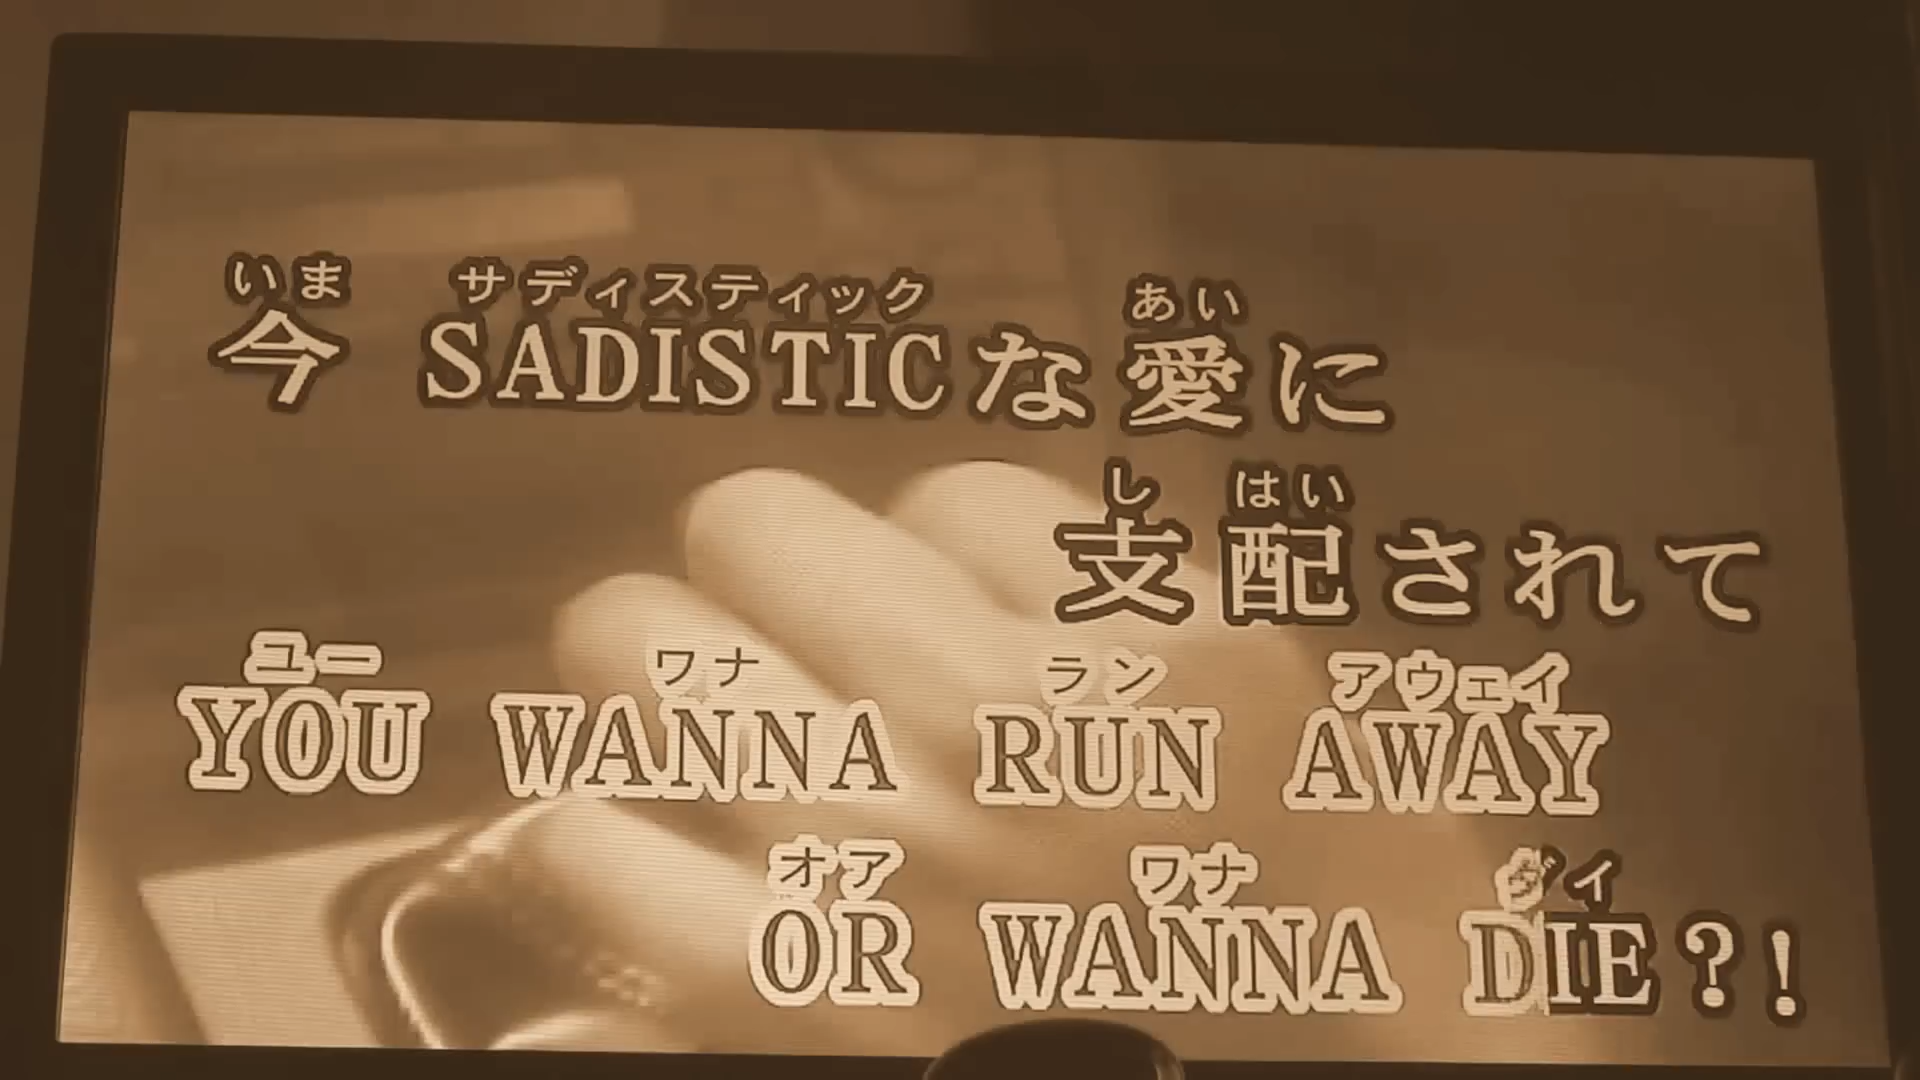 いま サディスティック あい
今 SADISTICな愛に
し はい
支配されて
ユー ワナ ラン アウェイ
YOU WANNA RUN AWAY
オア ワナ ダイ
OR WANNA DIE?!